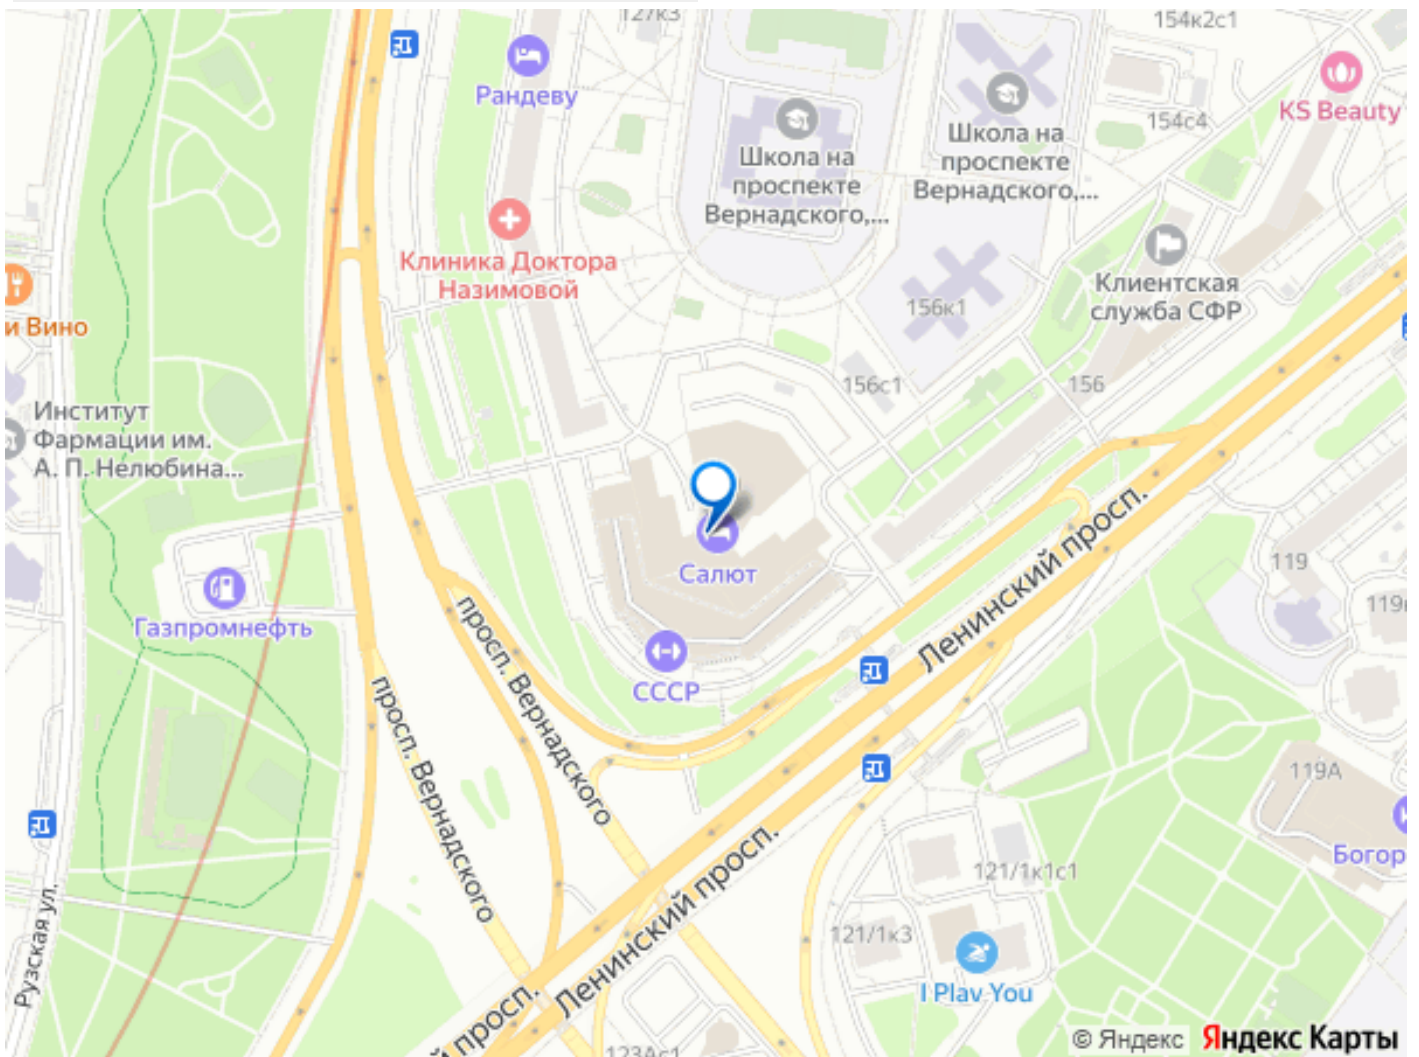 127к3
154к2с1
Рандеву
KS Beauty
154с4
Школа на
проспекте
Вернадского,...
Школа на
проспекте
Вернадского,...
Клиника Доктора
Назимовой
Клиентская
служба СФР
и Вино
156к1
156с1
156
Институт
Фармации им.
А. П. Нелюбина...
Салют
Ленинский просп.
119
Газпромнефть
просп. Вернадского
СССР
просп. Вернадского
119А
Богор
Ленинский просп.
121/1к1с1
121/1к3
Рузская ул.
I Plav You
й просп.
123Ас1
© Яндекс Яндекс Карты